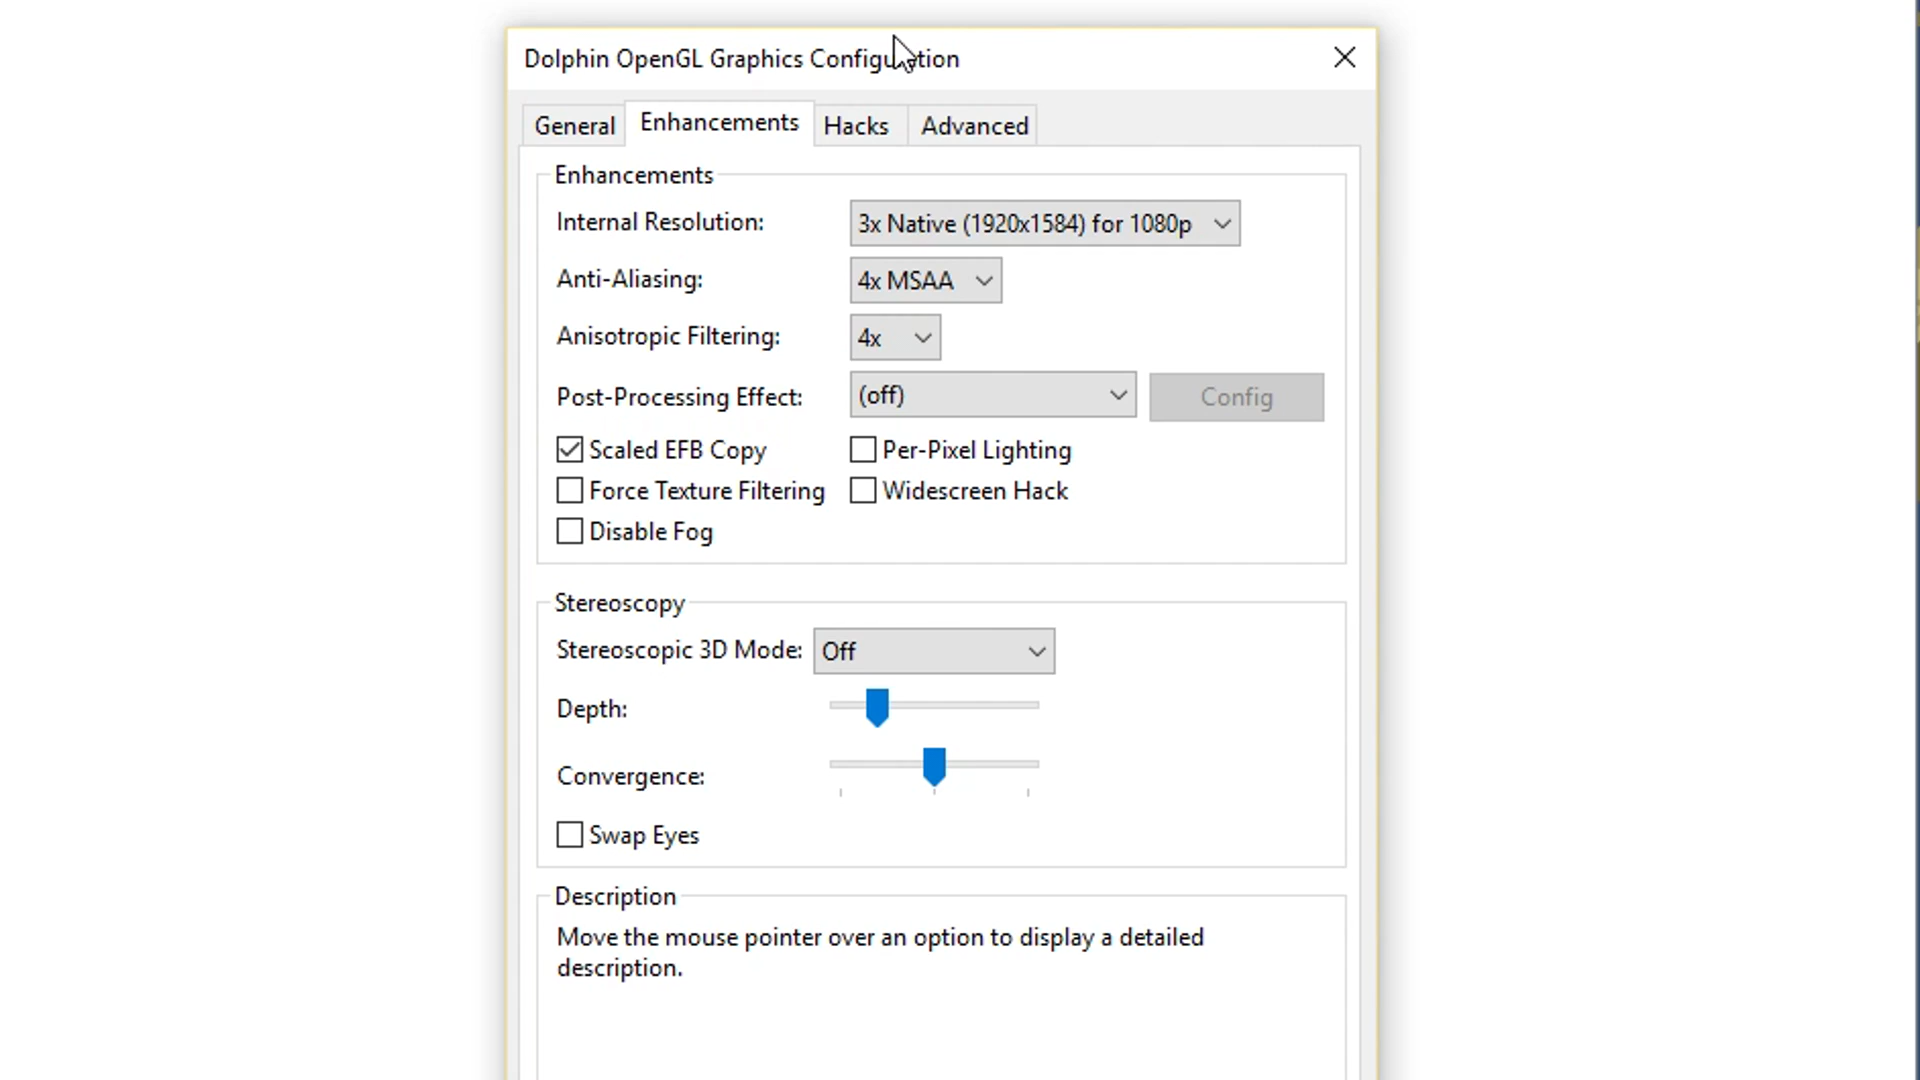 Dolphin OpenGL Graphics Configuration
General Enhancements Hacks Advanced
Enhancements
Internal Resolution: 3x Native (1920x1584) for 1080p
Anti-Aliasing: 4x MSAA
Anisotropic Filtering: 4x
Post-Processing Effect: (off) Config
Scaled EFB Copy Per-Pixel Lighting
Force Texture Filtering Widescreen Hack
Disable Fog
Stereoscopy
Stereoscopic 3D Mode: Off
Depth:
Convergence:
Swap Eyes
Description
Move the mouse pointer over an option to display a detailed
description.